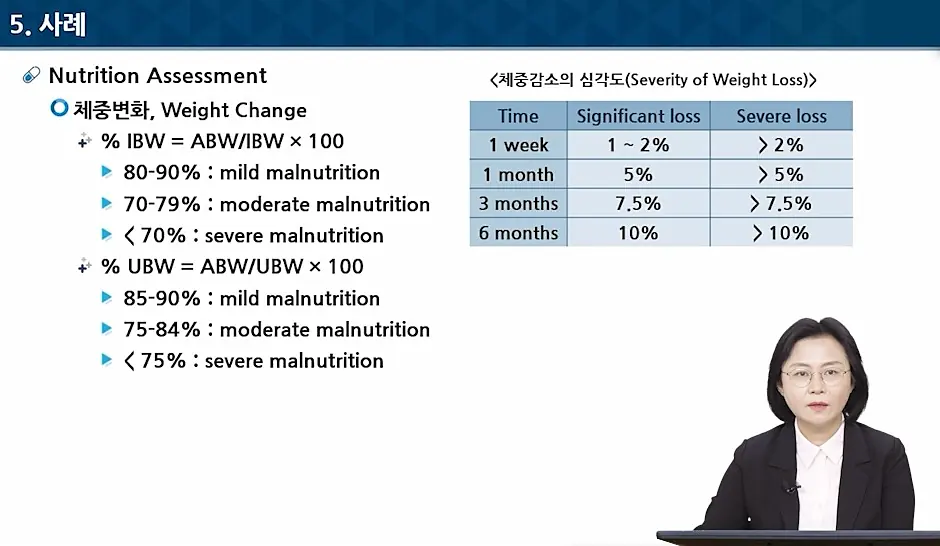 5. 사례
Nutrition Assessment
체중변화, Weight Change
% IBW = ABW/IBW × 100
80-90% : mild malnutrition
70-79% : moderate malnutrition
< 70% : severe malnutrition
% UBW = ABW/UBW × 100
85-90% : mild malnutrition
75-84% : moderate malnutrition
< 75% : severe malnutrition
<체중감소의 심각도(Severity of Weight Loss)>
Time Significant loss Severe loss
1 week 1 ~ 2% > 2%
1 month 5% > 5%
3 months 7.5% > 7.5%
6 months 10% > 10%